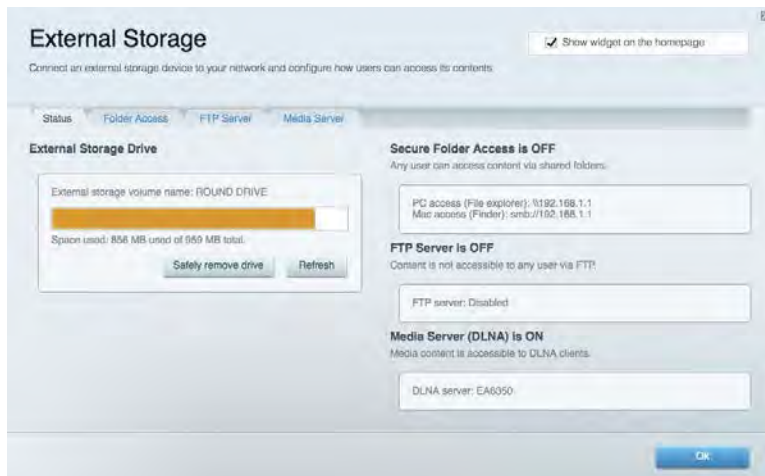 External Storage
Show widget on the homepage
Connect an external storage device to your network and configure how users can access its contents.
Status
Folder Access
FTP Server
Media Server
External Storage Drive
External storage volume name: ROUND DRIVE
Space used: 856 MB used of 959 MB total.
Safely remove drive
Refresh
Secure Folder Access is OFF
Any user can access content via shared folders.
PC access (File explorer): \\192.168.1.1
Mac access (Finder): smb://192.168.1.1
FTP Server is OFF
Content is not accessible to any user via FTP.
FTP server: Disabled
Media Server (DLNA) is ON
Media content is accessible to DLNA clients.
DLNA server: EA6350
Ok